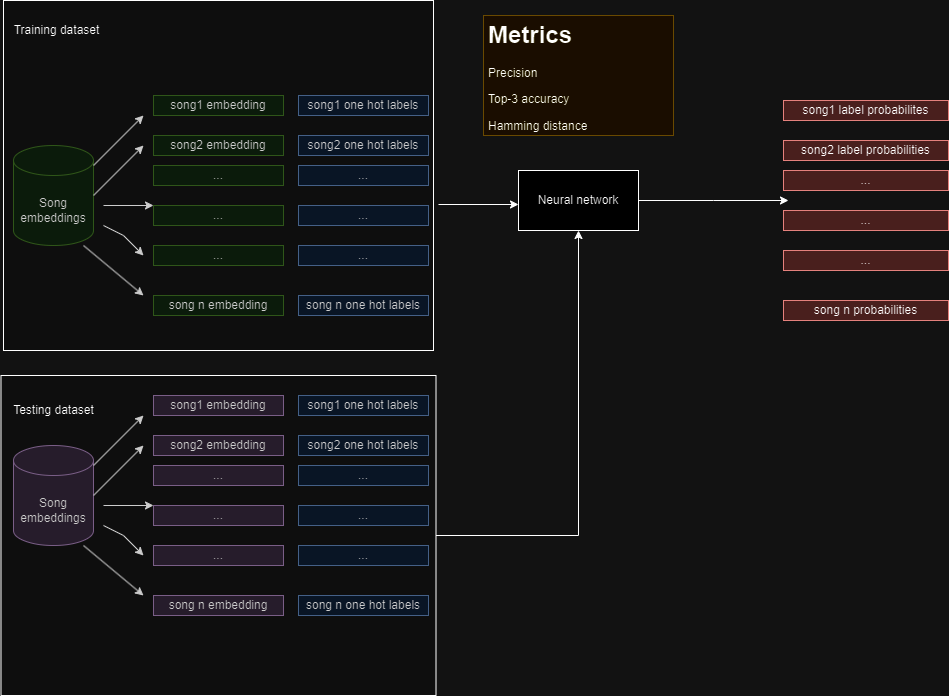 Training dataset
song1 embedding
song1 one hot labels
song2 embedding
song2 one hot labels
...
...
Song
embeddings
...
...
...
...
song n embedding
song n one hot labels
Metrics
Precision
Top-3 accuracy
Hamming distance
Neural network
song1 label probabilites
song2 label probabilities
...
...
...
song n probabilities
Testing dataset
song1 embedding
song1 one hot labels
song2 embedding
song2 one hot labels
...
...
Song
embeddings
...
...
...
...
song n embedding
song n one hot labels